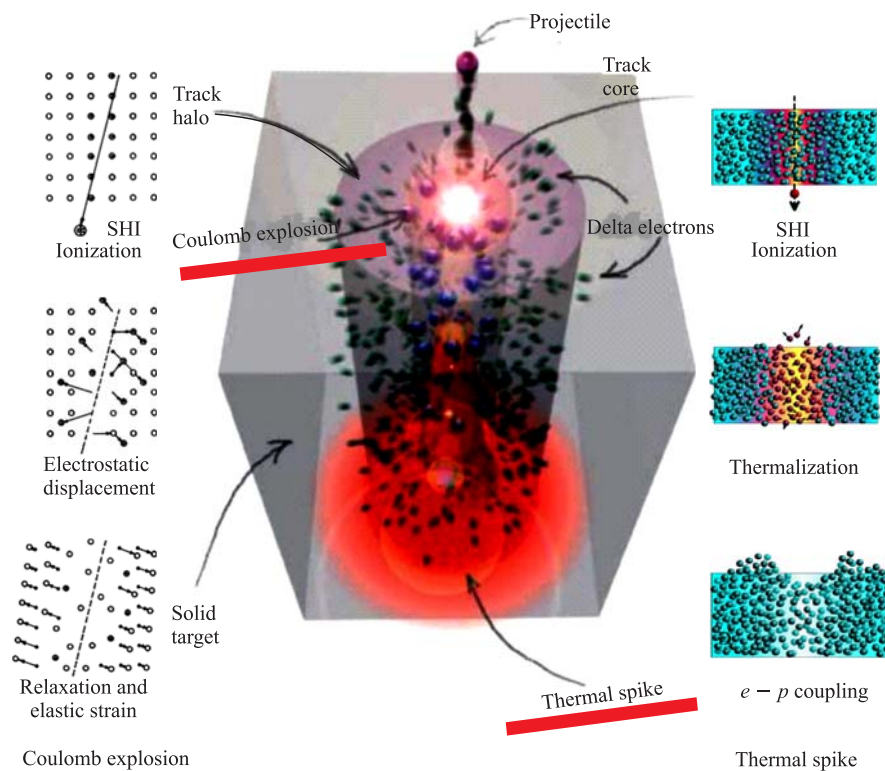 Projectile
Track
halo
Track
core
SHI
Ionization
Coulomb explosion
Delta electrons
SHI
Ionization
Electrostatic
displacement
Thermalization
Solid
target
Relaxation and
elastic strain
Thermal spike
e – p coupling
Coulomb explosion
Thermal spike